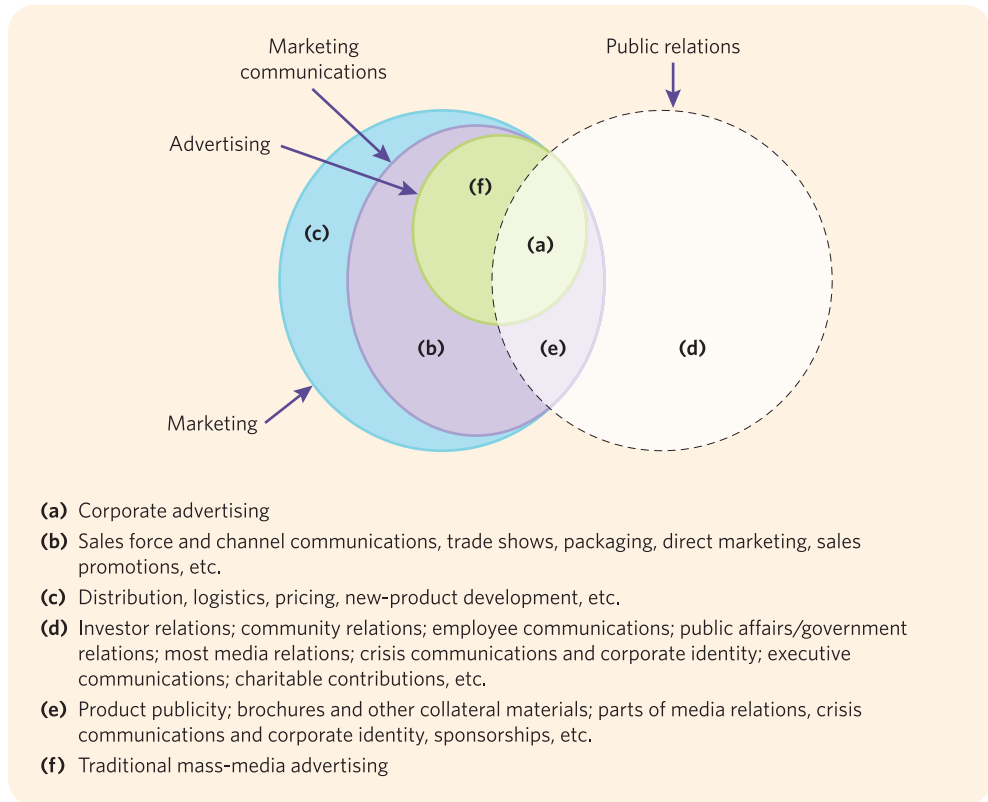 Marketing
communications
Public relations
Advertising
(f)
(c)
(a)
(b)
(e)
(d)
Marketing
(a) Corporate advertising
(b) Sales force and channel communications, trade shows, packaging, direct marketing, sales
promotions, etc.
(c) Distribution, logistics, pricing, new-product development, etc.
(d) Investor relations; community relations; employee communications; public affairs/government
relations; most media relations; crisis communications and corporate identity; executive
communications; charitable contributions, etc.
(e) Product publicity; brochures and other collateral materials; parts of media relations, crisis
communications and corporate identity, sponsorships, etc.
(f) Traditional mass-media advertising